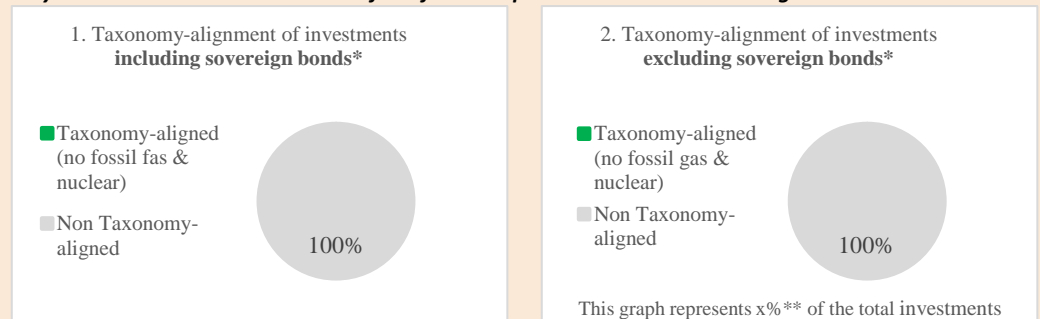 1. Taxonomy-alignment of investments
including sovereign bonds*
Taxonomy-aligned
(no fossil fas &
nuclear)
Non Taxonomy-
aligned
100%
2. Taxonomy-alignment of investments
excluding sovereign bonds*
Taxonomy-aligned
(no fossil gas &
nuclear)
Non Taxonomy-
aligned
100%
This graph represents x%** of the total investments